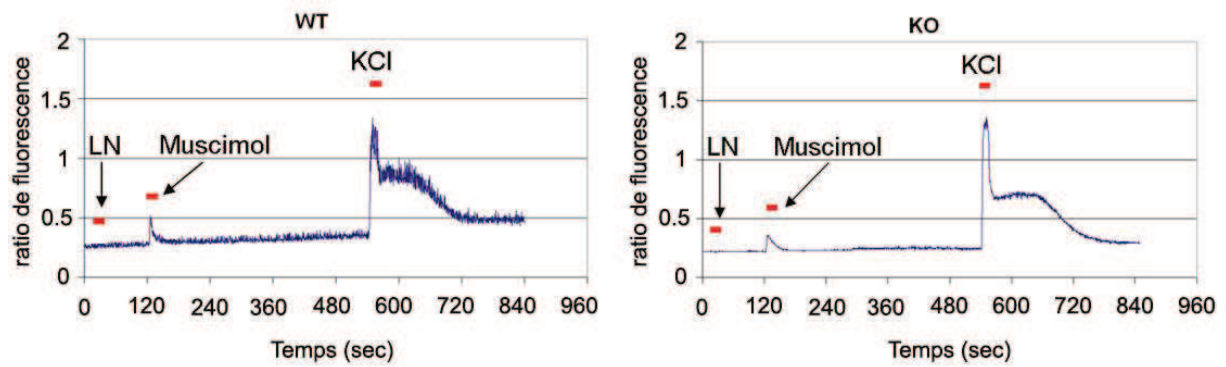 WT
ratio de fluorescence
2
1.5
1
0.5
0
LN
Muscimol
KCl
0 120 240 360 480 600 720 840 960
Temps (sec)
KO
ratio de fluorescence
2
1.5
1
0.5
0
LN
Muscimol
KCl
0 120 240 360 480 600 720 840 960
Temps (sec)